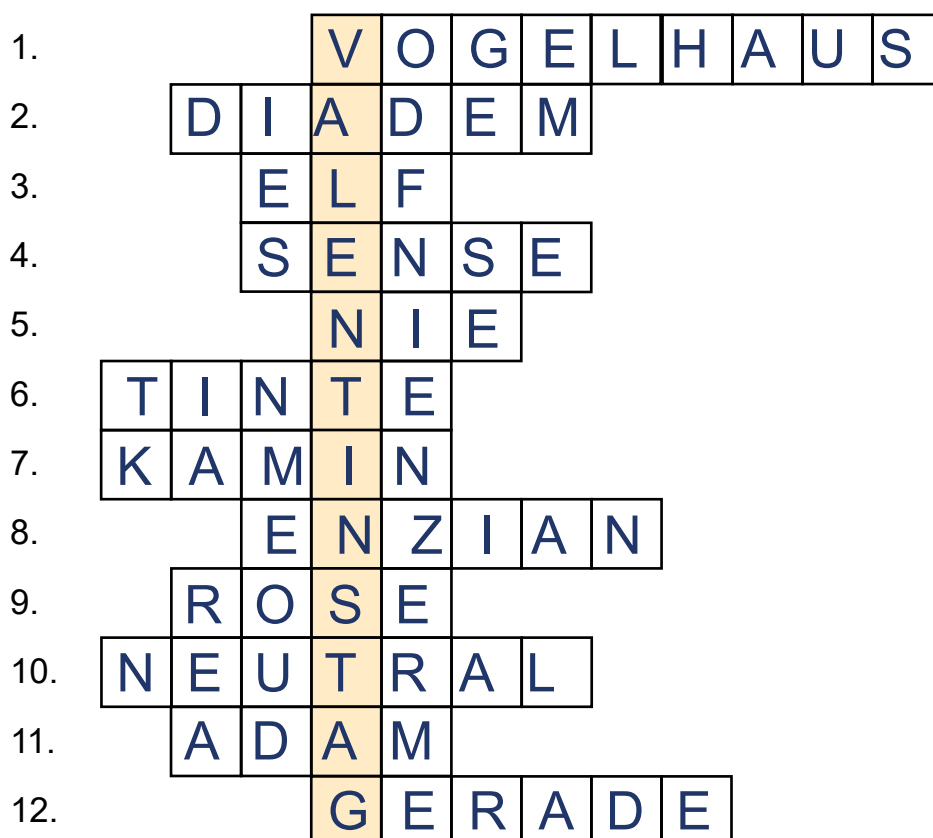 1. VOGELHAUS
2. DIADEM
3. ELF
4. SENSE
5. NIE
6. TINTE
7. KAMIN
8. ENZIAN
9. ROSE
10. NEUTRAL
11. ADAM
12. GERADE